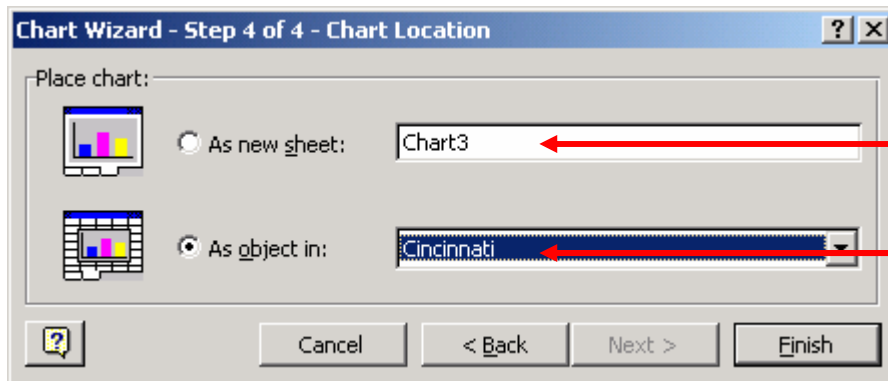 Chart Wizard - Step 4 of 4 - Chart Location
Place chart:
As new sheet: Chart3
As object in: Cincinnati
Cancel < Back Next > Finish